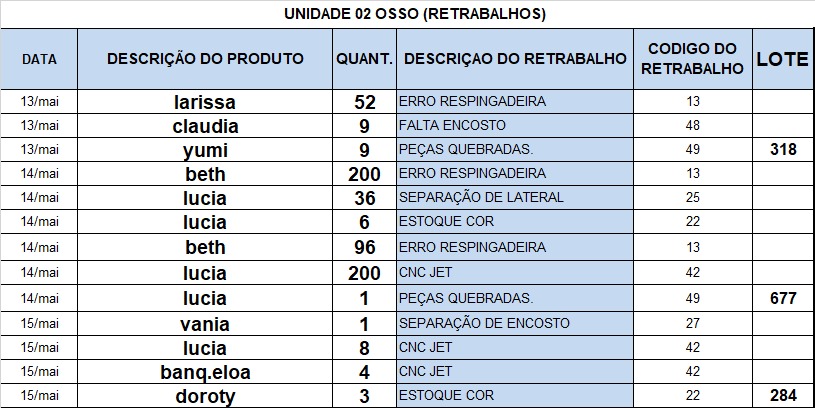 UNIDADE 02 OSSO (RETRABALHOS)
DATA DESCRIÇÃO DO PRODUTO QUANT. DESCRIÇAO DO RETRABALHO CODIGO DO RETRABALHO LOTE
13/mai larissa 52 ERRO RESPINGADEIRA 13
13/mai claudia 9 FALTA ENCOSTO 48
13/mai yumi 9 PEÇAS QUEBRADAS. 49 318
14/mai beth 200 ERRO RESPINGADEIRA 13
14/mai lucia 36 SEPARAÇÃO DE LATERAL 25
14/mai lucia 6 ESTOQUE COR 22
14/mai beth 96 ERRO RESPINGADEIRA 13
14/mai lucia 200 CNC JET 42
14/mai lucia 1 PEÇAS QUEBRADAS. 49 677
15/mai vania 1 SEPARAÇÃO DE ENCOSTO 27
15/mai lucia 8 CNC JET 42
15/mai banq.eloa 4 CNC JET 42
15/mai doroty 3 ESTOQUE COR 22 284